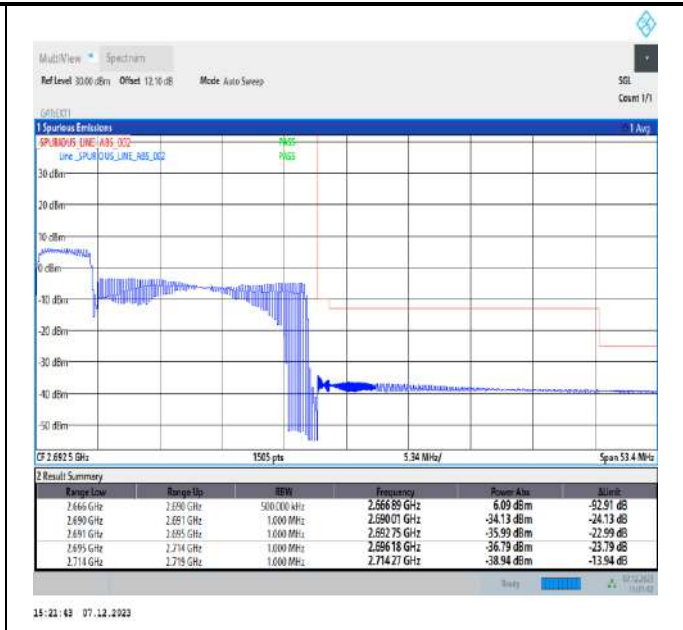 MultiView Spectrum
Ref Level 30.00 dBm Offset 12.10 dB Mode Auto Sweep SGL
Count 1/1
1 Spurious Emissions 1 Avg
SPURIOUS_LINE_ABS_002 PASS
Line _SPURIOUS_LINE_ABS_002 PASS
30 dBm
20 dBm
10 dBm
0 dBm
-10 dBm
-20 dBm
-30 dBm
-40 dBm
-50 dBm
CF 2.6925 GHz 1505 pts 5.34 MHz/ Span 53.4 MHz
2 Result Summary
Range Low Range Up RBW Frequency Power Abs ΔLimit
2.666 GHz 2.690 GHz 500.000 kHz 2.66689 GHz 6.09 dBm -92.91 dB
2.690 GHz 2.691 GHz 1.000 MHz 2.69001 GHz -34.13 dBm -24.13 dB
2.691 GHz 2.695 GHz 1.000 MHz 2.69275 GHz -35.99 dBm -22.99 dB
2.695 GHz 2.714 GHz 1.000 MHz 2.69618 GHz -36.79 dBm -23.79 dB
2.714 GHz 2.719 GHz 1.000 MHz 2.71427 GHz -38.94 dBm -13.94 dB
Ready
15:21:43 07.12.2023